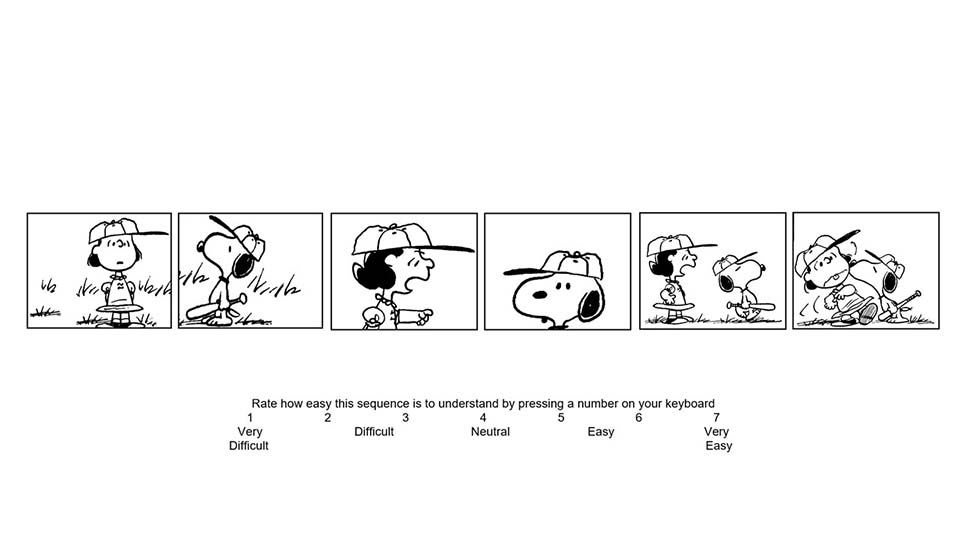 Rate how easy this sequence is to understand by pressing a number on your keyboard
1 2 3 4 5 6 7
Very Difficult Neutral Easy Very
Difficult Easy